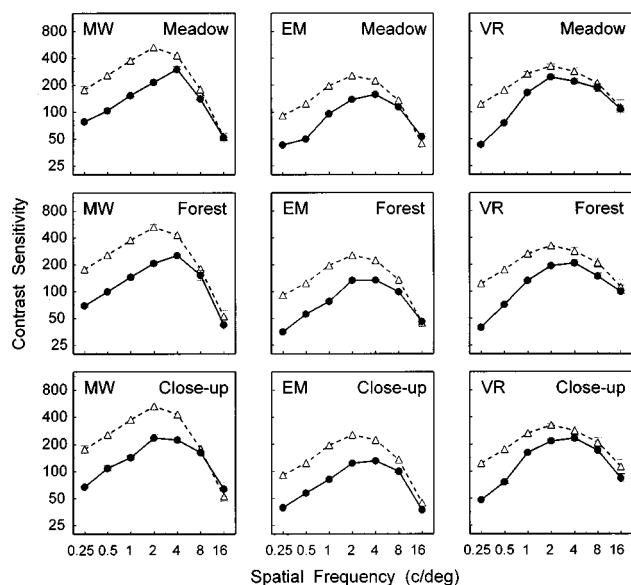 MW Meadow
EM Meadow
VR Meadow
800
400
200
100
50
25
MW Forest
EM Forest
VR Forest
800
400
200
100
50
25
MW Close-up
EM Close-up
VR Close-up
800
400
200
100
50
25
Contrast Sensitivity
0.25 0.5 1 2 4 8 16
0.25 0.5 1 2 4 8 16
0.25 0.5 1 2 4 8 16
Spatial Frequency (c/deg)